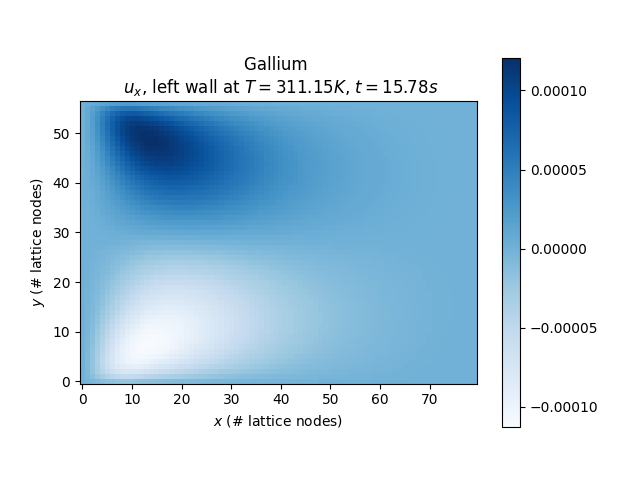 Gallium
u_x, left wall at T = 311.15K, t = 15.78s
y (# lattice nodes)
50
40
30
20
10
0
0 10 20 30 40 50 60 70
x (# lattice nodes)
0.00010
0.00005
0.00000
−0.00005
−0.00010